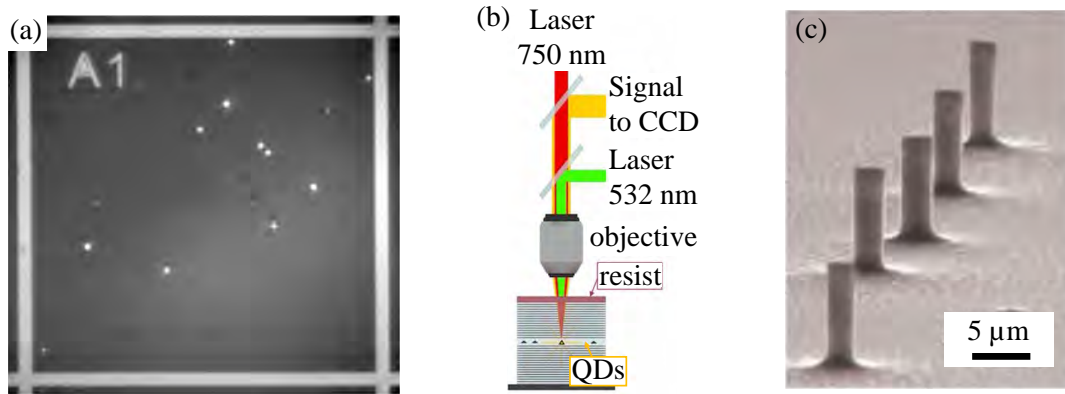 (a)
A1
(b)
Laser
750 nm
Signal
to CCD
Laser
532 nm
objective
resist
QDs
(c)
5 µm